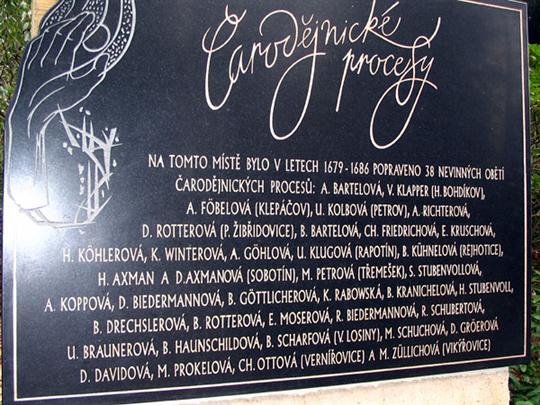 Čarodějnické
procesy
NA TOMTO MÍSTĚ BYLO V LETECH 1679-1686 POPRAVENO 38 NEVINNÝCH OBĚTÍ
ČARODĚJNICKÝCH PROCESŮ: A. BARTELOVÁ, V. KLAPPER (H. BOHDÍKOV),
A. FÖBELOVÁ (KLEPÁČOV), U. KOLBOVÁ (PETROV), A. RICHTEROVÁ,
D. ROTTEROVÁ (P. ŽIBŘIDOVICE), B. BARTELOVÁ, CH. FRIEDRICHOVÁ, E. KRUSCHOVÁ,
H. KÖHLEROVÁ, K. WINTEROVÁ, A. GÖHLOVÁ, U. KLUGOVÁ (RAPOTÍN), B. KÜHNELOVÁ (REJHOTICE),
H. AXMAN A D.AXMANOVÁ (SOBOTÍN), M. PETROVÁ (TŘEMEŠEK), S. STUBENVOLLOVÁ,
A. KOPPOVÁ, D. BIEDERMANNOVÁ, B. GÖTTLICHEROVÁ, K. RABOWSKÁ, B. KRANICHELOVÁ, H. STUBENVOLL,
B. DRECHSLEROVÁ, B. ROTTEROVÁ, E. MOSEROVÁ, R. BIEDERMANNOVÁ, R. SCHUBERTOVÁ,
U. BRAUNEROVÁ, B. HAUNSCHILDOVÁ, B. SCHARFOVÁ (V. LOSINY), M. SCHUCHOVÁ, D. GRÖEROVÁ
D. DAVIDOVÁ, M. PROKELOVÁ, CH. OTTOVÁ (VERNÍŘOVICE) A M. ZÜLLICHOVÁ (VIKÝŘOVICE)